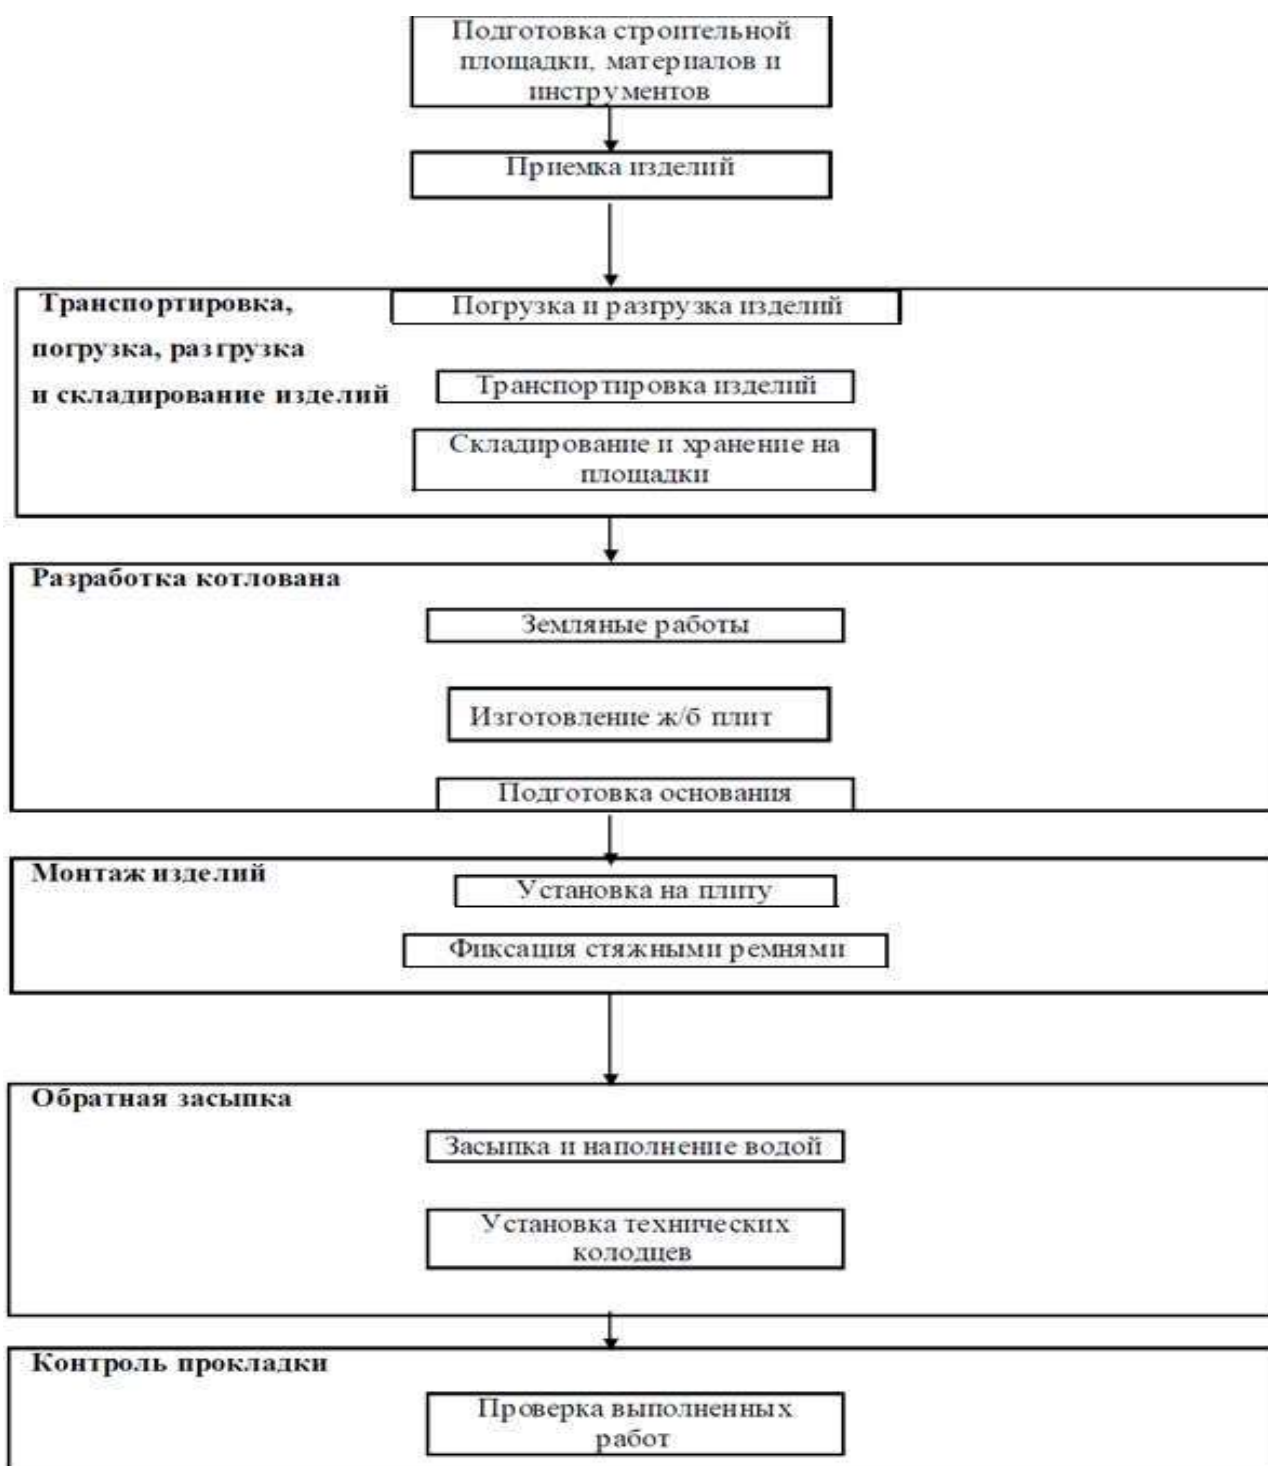 Подготовка строительной
площадки, материалов и
инструментов
Приемка изделий
Транспортировка,
погрузка, разгрузка
и складирование изделий
Погрузка и разгрузка изделий
Транспортировка изделий
Складирование и хранение на
площадки
Разработка котлована
Земляные работы
Изготовление ж/б плит
Подготовка основания
Монтаж изделий
Установка на плиту
Фиксация стяжными ремнями
Обратная засыпка
Засыпка и наполнение водой
Установка технических
колодцев
Контроль прокладки
Проверка выполненных
работ